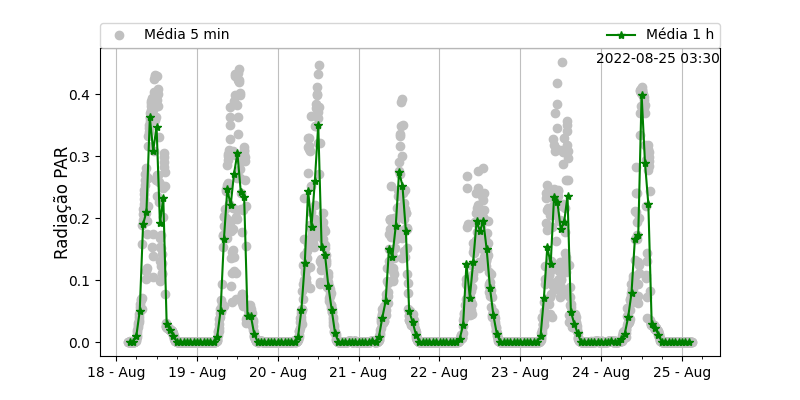 Média 5 min
Média 1 h
2022-08-25 03:30
Radiação PAR
0.4
0.3
0.2
0.1
0.0
18 - Aug
19 - Aug
20 - Aug
21 - Aug
22 - Aug
23 - Aug
24 - Aug
25 - Aug